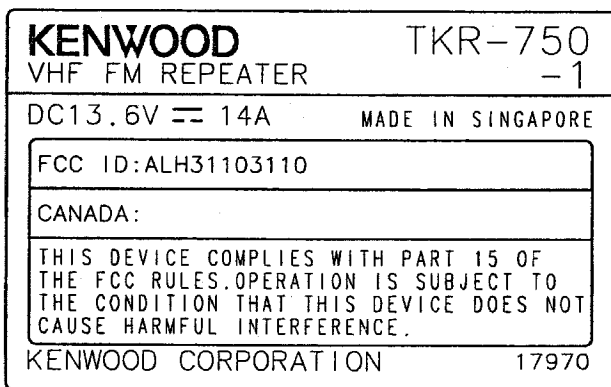 KENWOOD TKR-750
VHF FM REPEATER -1
DC13.6V ⎓ 14A MADE IN SINGAPORE
FCC ID:ALH31103110
CANADA:
THIS DEVICE COMPLIES WITH PART 15 OF
THE FCC RULES.OPERATION IS SUBJECT TO
THE CONDITION THAT THIS DEVICE DOES NOT
CAUSE HARMFUL INTERFERENCE.
KENWOOD CORPORATION 17970